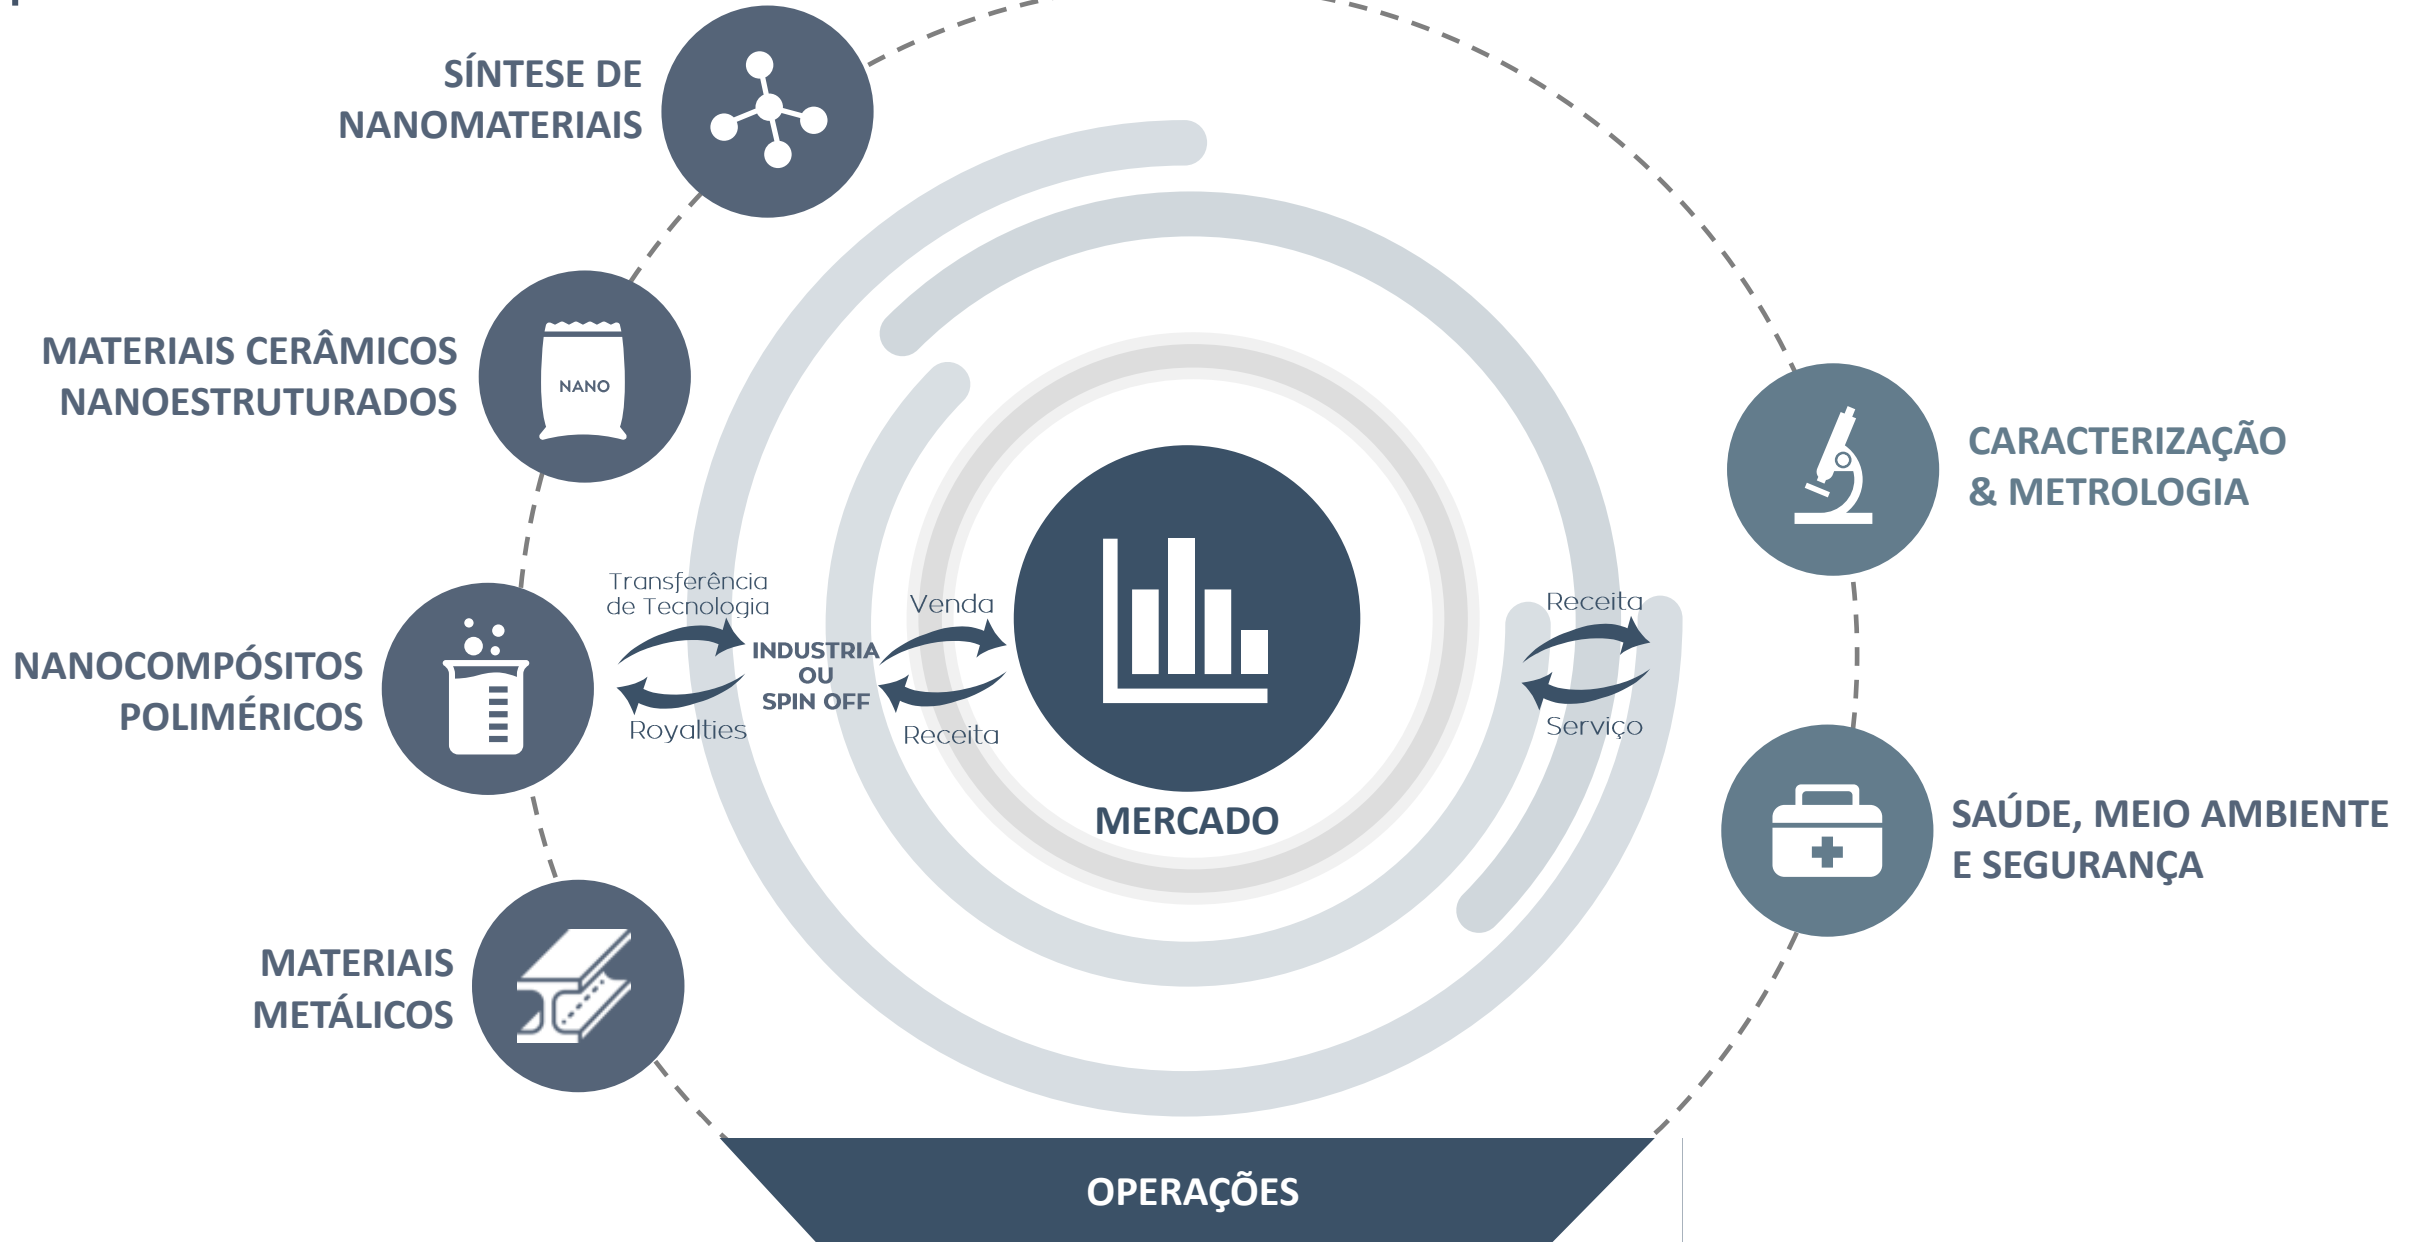 SÍNTESE DE
NANOMATERIAIS
MATERIAIS CERÂMICOS
NANOESTRUTURADOS
NANO
NANOCOMPÓSITOS
POLIMÉRICOS
MATERIAIS
METÁLICOS
Transferência
de Tecnologia
Royalties
INDUSTRIA
OU
SPIN OFF
Venda
Receita
MERCADO
Receita
Serviço
CARACTERIZAÇÃO
& METROLOGIA
SAÚDE, MEIO AMBIENTE
E SEGURANÇA
OPERAÇÕES